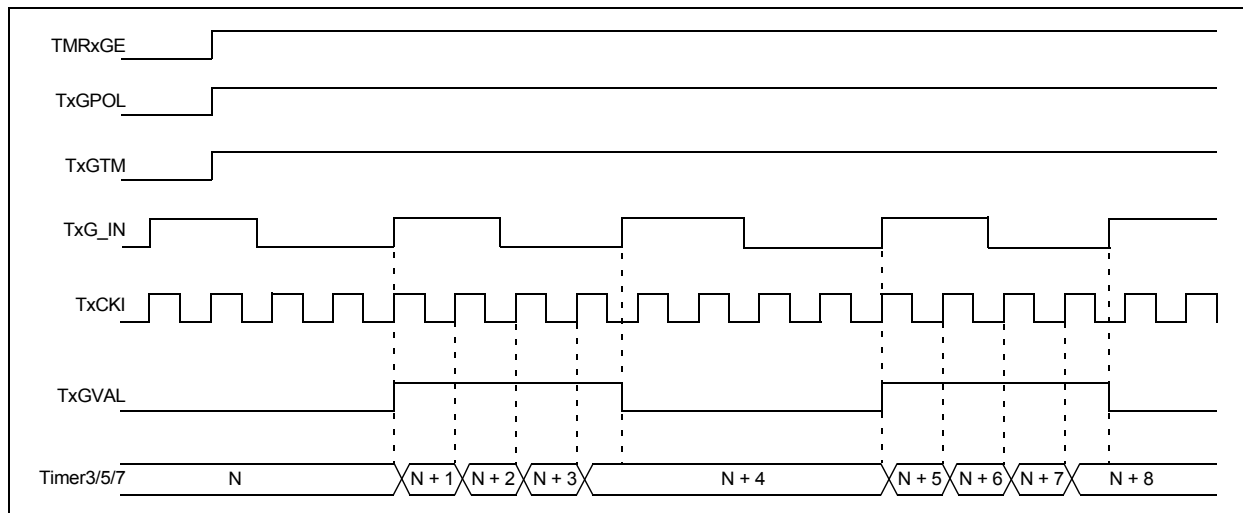 TMRxGE
TxGPOL
TxGTM
TxG_IN
TxCKI
TxGVAL
Timer3/5/7 N N + 1 N + 2 N + 3 N + 4 N + 5 N + 6 N + 7 N + 8